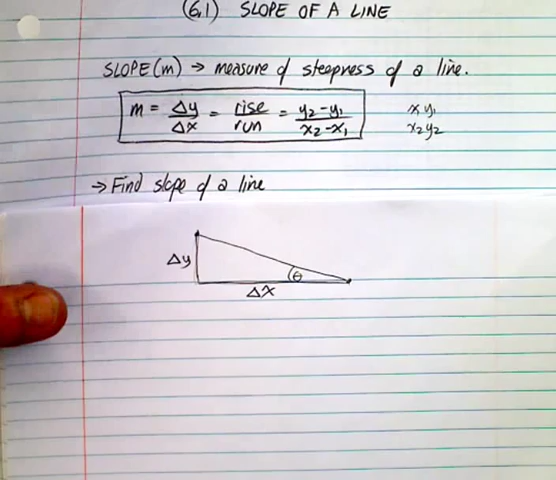 (6.1) SLOPE OF A LINE
SLOPE (m) → measure of steepness of a line.
m = Δy/Δx = rise/run = y₂-y₁/x₂-x₁
x y₁
x₂y₂
→ Find slope of a line
Δy
θ
Δx